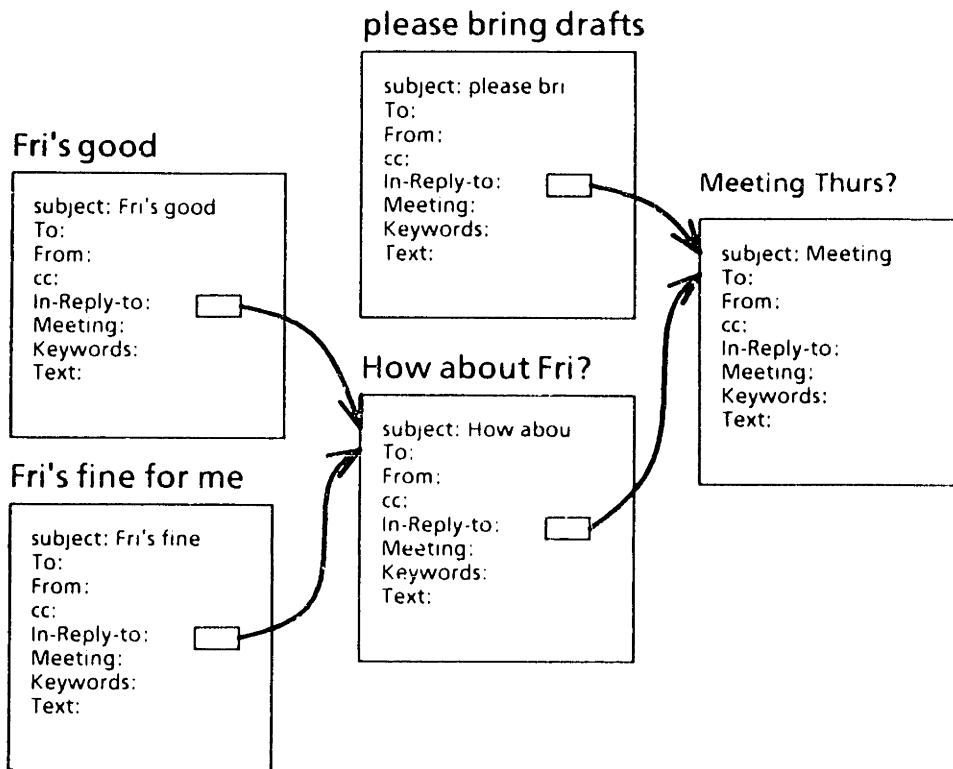 please bring drafts
subject: please bri
To:
From:
cc:
In-Reply-to:
Meeting:
Keywords:
Text:
Fri's good
subject: Fri's good
To:
From:
cc:
In-Reply-to:
Meeting:
Keywords:
Text:
Meeting Thurs?
subject: Meeting
To:
From:
cc:
In-Reply-to:
Meeting:
Keywords:
Text:
How about Fri?
subject: How abou
To:
From:
cc:
In-Reply-to:
Meeting:
Keywords:
Text:
Fri's fine for me
subject: Fri's fine
To:
From:
cc:
In-Reply-to:
Meeting:
Keywords:
Text: